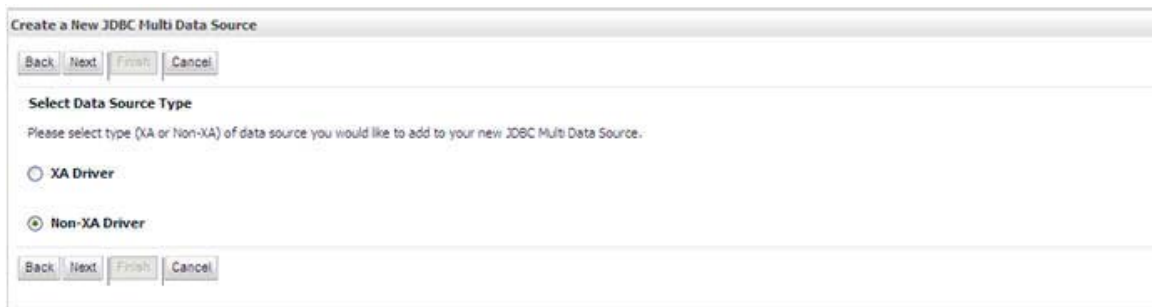 Create a New JDBC Multi Data Source
Back Next Finish Cancel
Select Data Source Type
Please select type (XA or Non-XA) of data source you would like to add to your new JDBC Multi Data Source.
XA Driver
Non-XA Driver
Back Next Finish Cancel